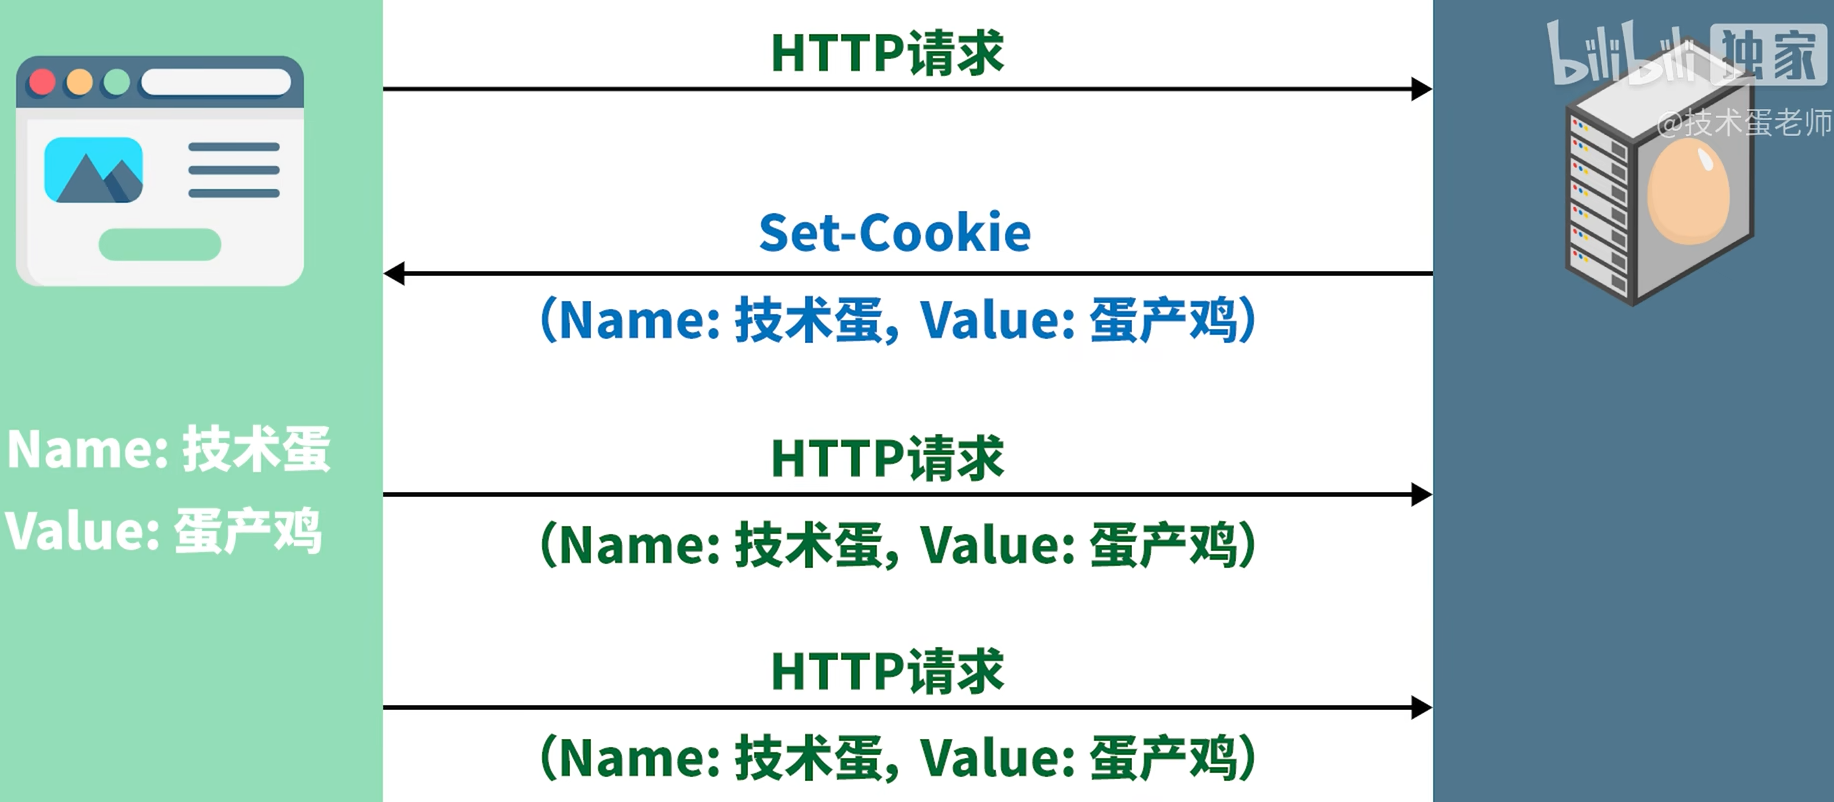 HTTP请求
bilibili 独家
@技术蛋老师
Set-Cookie
（Name: 技术蛋, Value: 蛋产鸡）
Name: 技术蛋
Value: 蛋产鸡
HTTP请求
（Name: 技术蛋, Value: 蛋产鸡）
HTTP请求
（Name: 技术蛋, Value: 蛋产鸡）